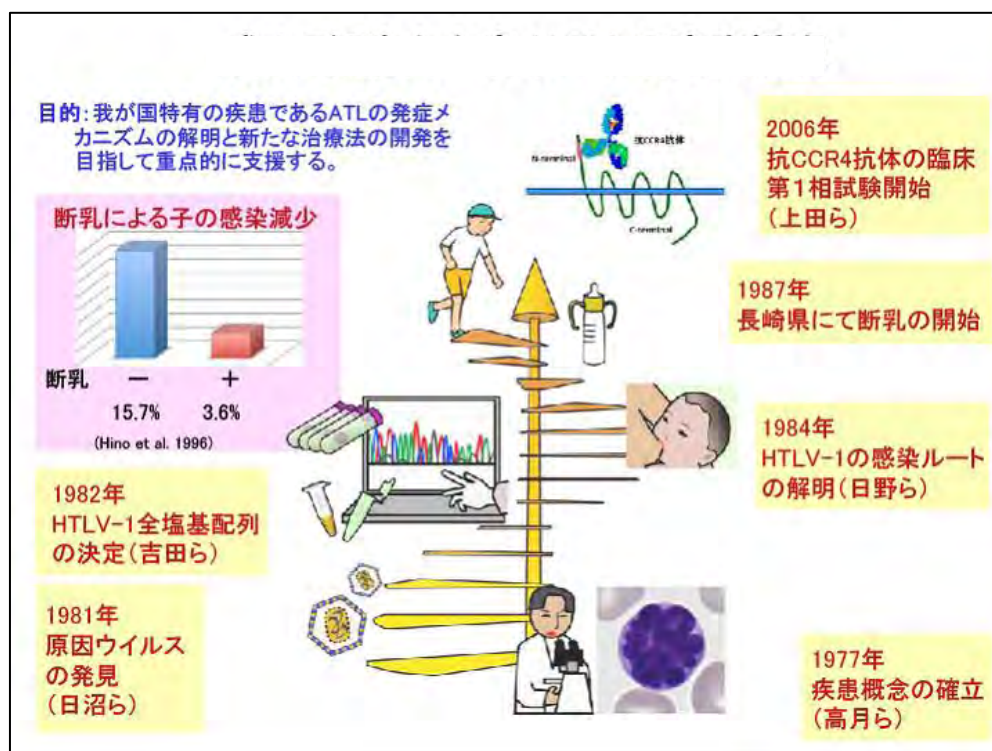 目的:我が国特有の疾患であるATLの発症メ
カニズムの解明と新たな治療法の開発を
目指して重点的に支援する。
抗CCR4抗体
N-terminal
C-terminal
2006年
抗CCR4抗体の臨床
第1相試験開始
(上田ら)
断乳による子の感染減少
断乳 － ＋
15.7% 3.6%
(Hino et al. 1996)
1987年
長崎県にて断乳の開始
1984年
HTLV-1の感染ルート
の解明(日野ら)
1982年
HTLV-1全塩基配列
の決定(吉田ら)
1981年
原因ウイルス
の発見
(日沼ら)
1977年
疾患概念の確立
(高月ら)